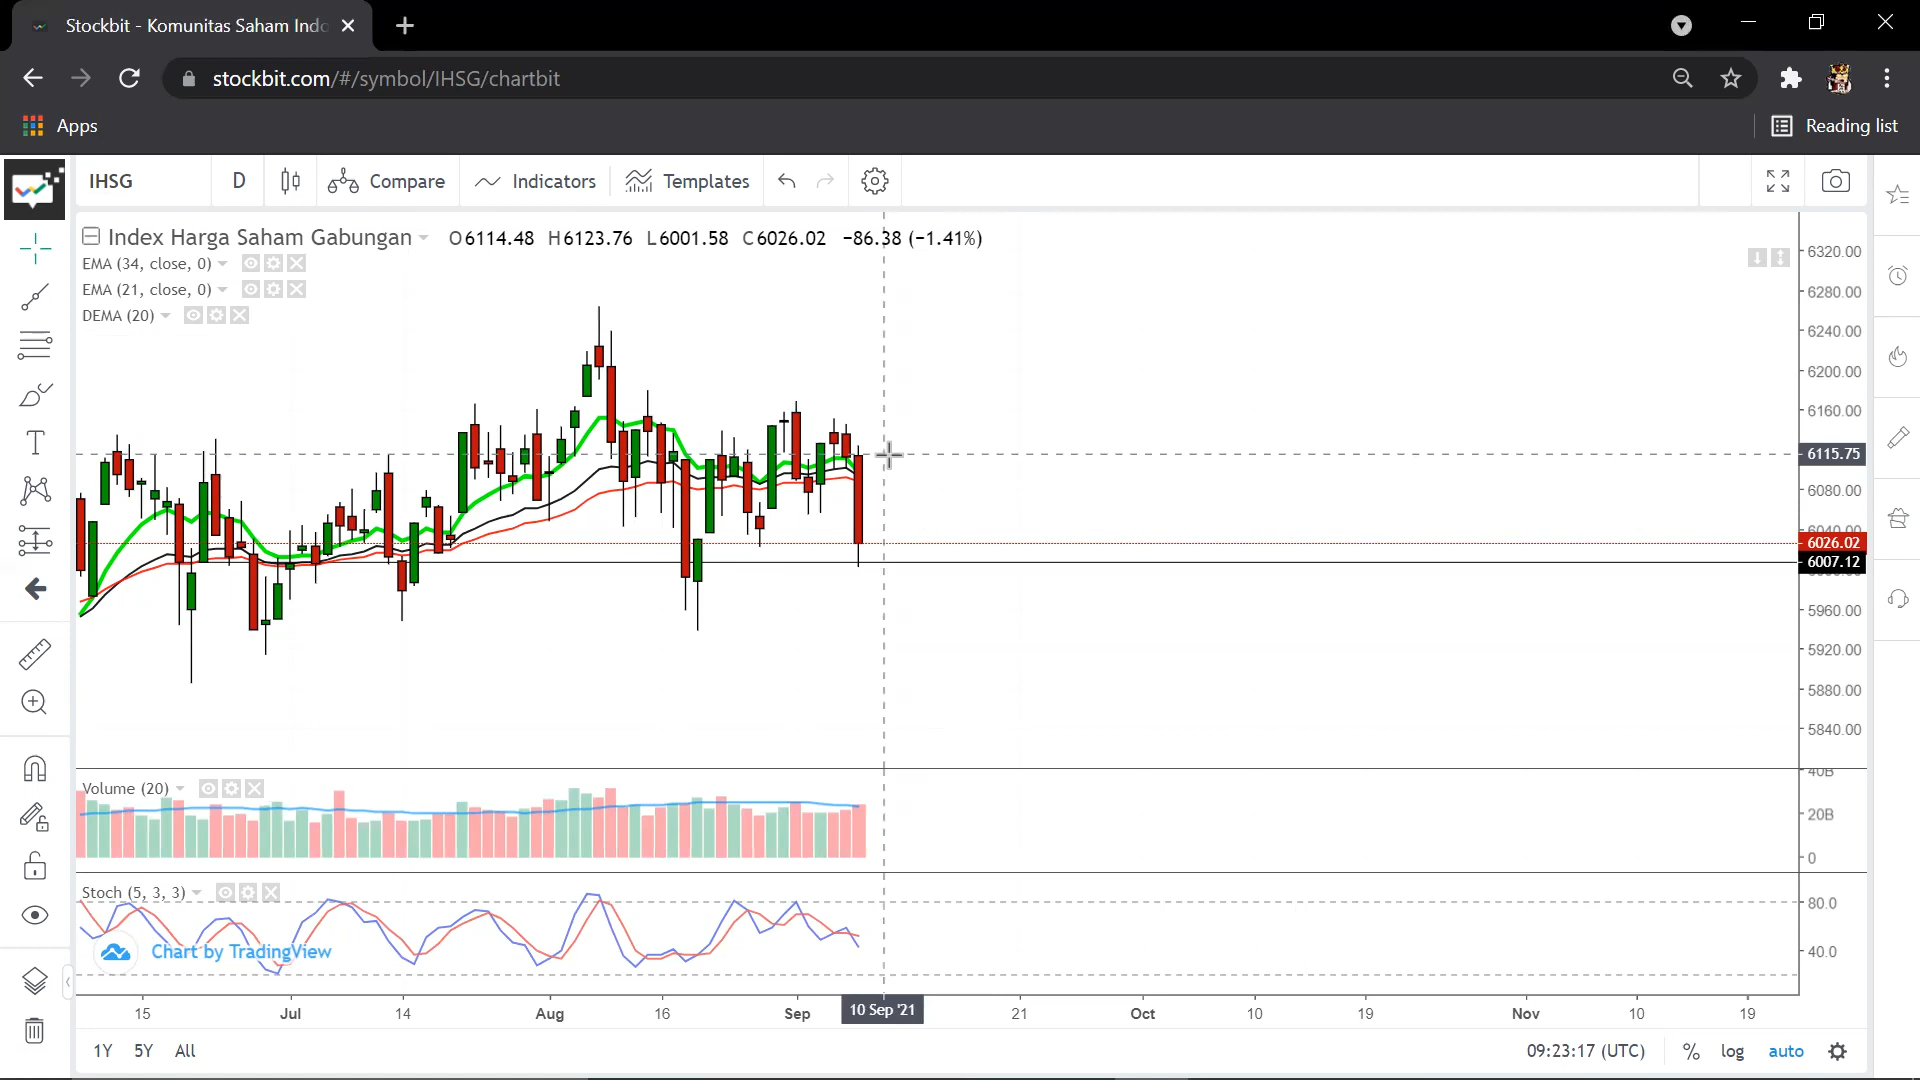 Stockbit - Komunitas Saham Indo
stockbit.com/#/symbol/IHSG/chartbit
Apps
Reading list
IHSG
D
Compare
Indicators
Templates
Index Harga Saham Gabungan O6114.48 H6123.76 L6001.58 C6026.02 −86.38 (−1.41%)
EMA (34, close, 0)
EMA (21, close, 0)
DEMA (20)
6320.00
6280.00
6240.00
6200.00
6160.00
6115.75
6080.00
6040.00
6026.02
6007.12
5960.00
5920.00
5880.00
5840.00
Volume (20)
40B
20B
0
Stoch (5, 3, 3)
80.0
40.0
Chart by TradingView
15 Jul 14 Aug 16 Sep 10 Sep '21 21 Oct 10 19 Nov 10 19
1Y 5Y All
09:23:17 (UTC) % log auto